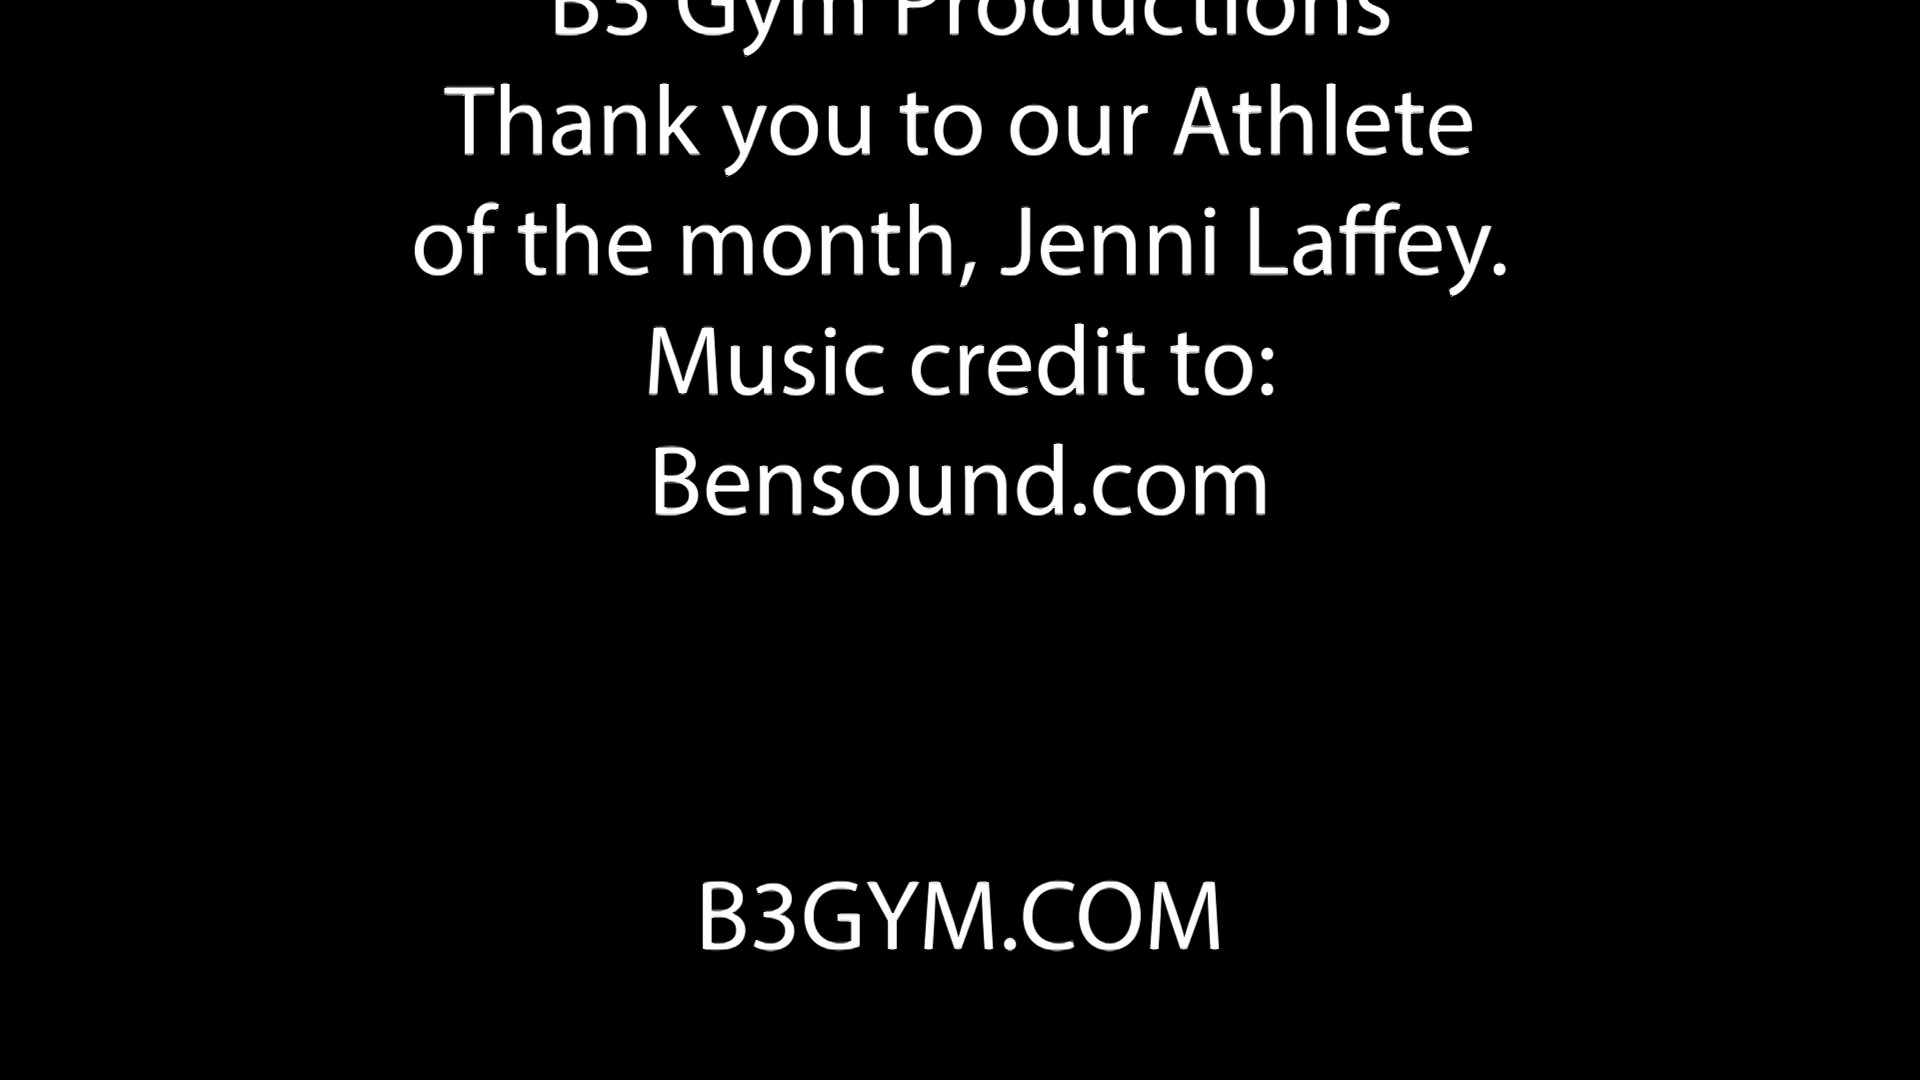 B3 Gym Productions
Thank you to our Athlete
of the month, Jenni Laffey.
Music credit to:
Bensound.com
B3GYM.COM